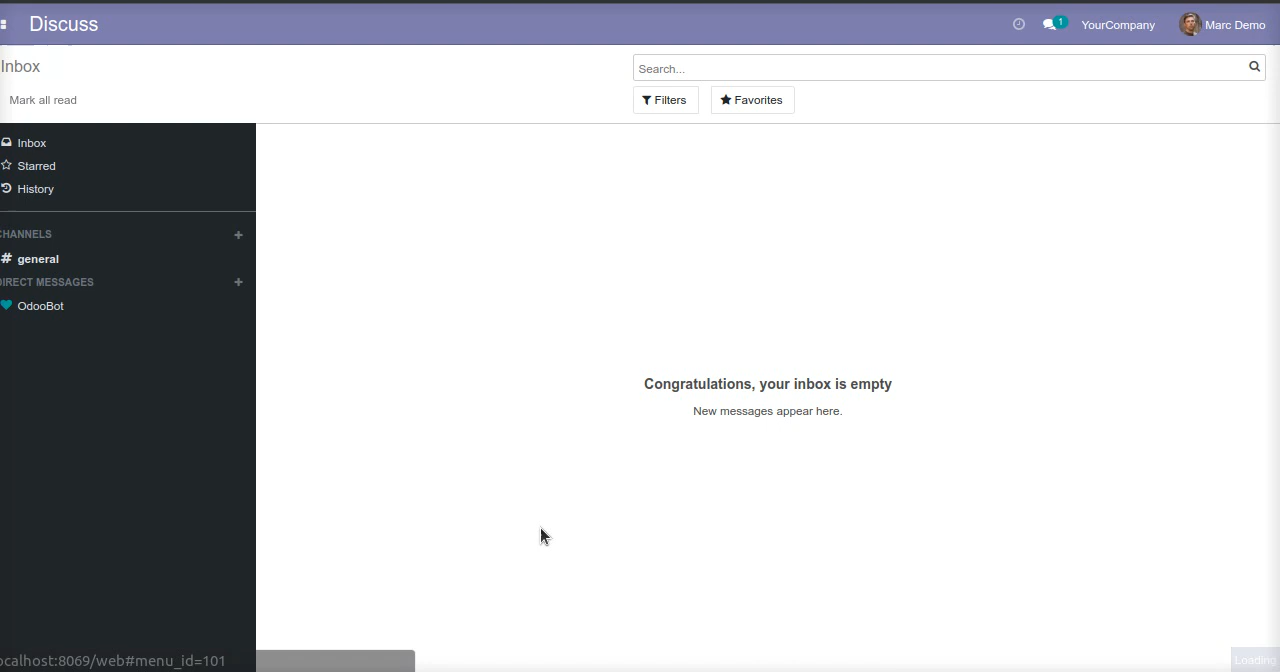 Discuss
1
YourCompany
Marc Demo
Inbox
Search...
Mark all read
Filters
Favorites
Inbox
Starred
History
CHANNELS
# general
DIRECT MESSAGES
OdooBot
Congratulations, your inbox is empty
New messages appear here.
ocalhost:8069/web#menu_id=101
Loading